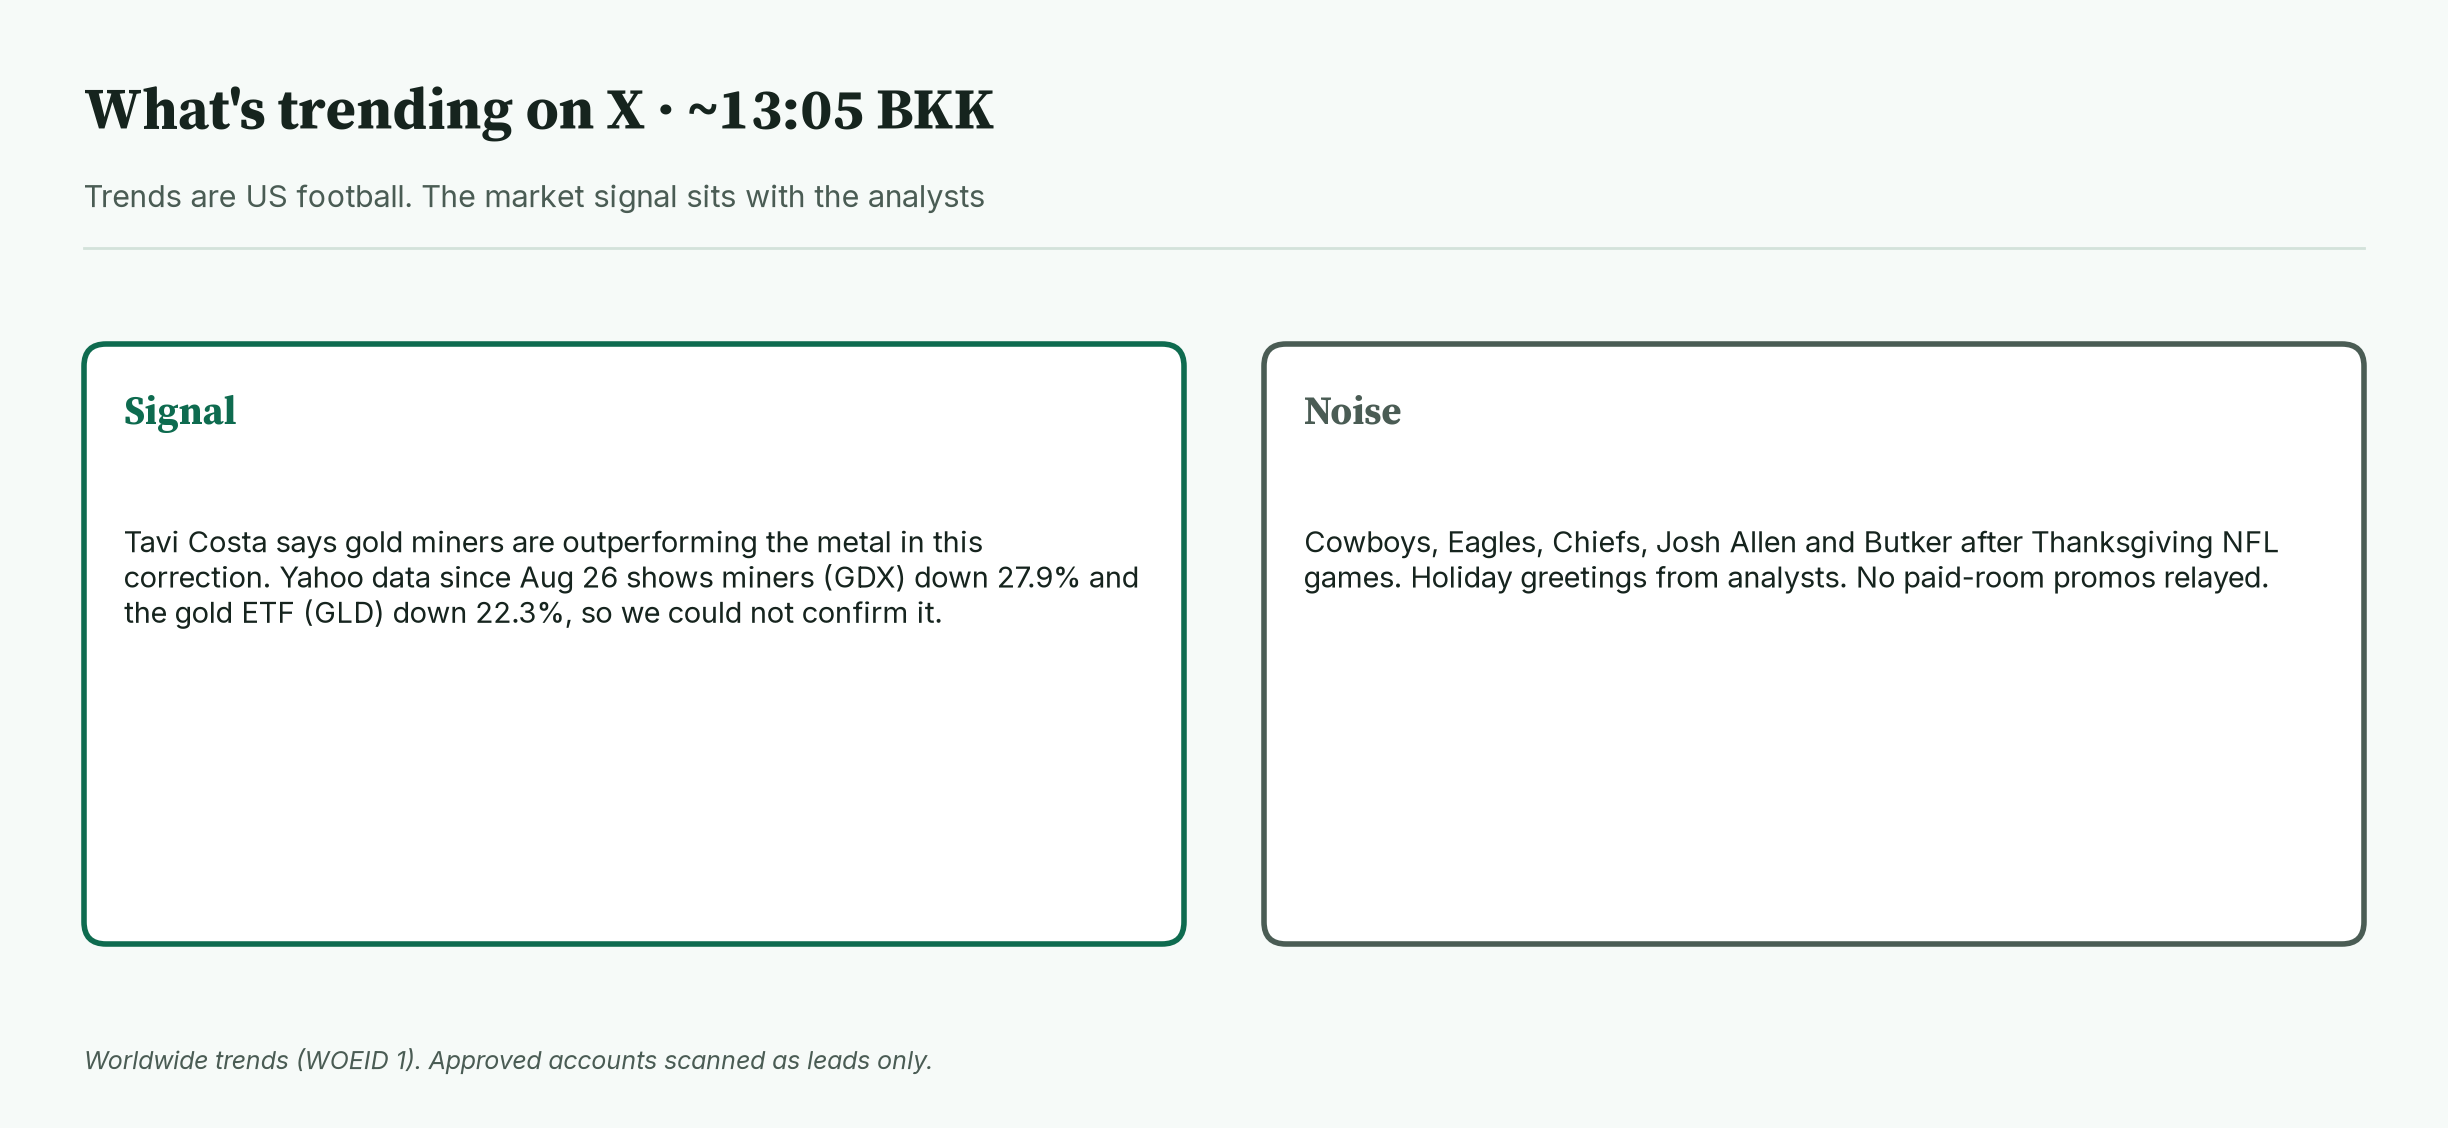 What's trending on X · ~13:05 BKK
Trends are US football. The market signal sits with the analysts
Signal
Tavi Costa says gold miners are outperforming the metal in this
correction. Yahoo data since Aug 26 shows miners (GDX) down 27.9% and
the gold ETF (GLD) down 22.3%, so we could not confirm it.
Noise
Cowboys, Eagles, Chiefs, Josh Allen and Butker after Thanksgiving NFL
games. Holiday greetings from analysts. No paid-room promos relayed.
Worldwide trends (WOEID 1). Approved accounts scanned as leads only.